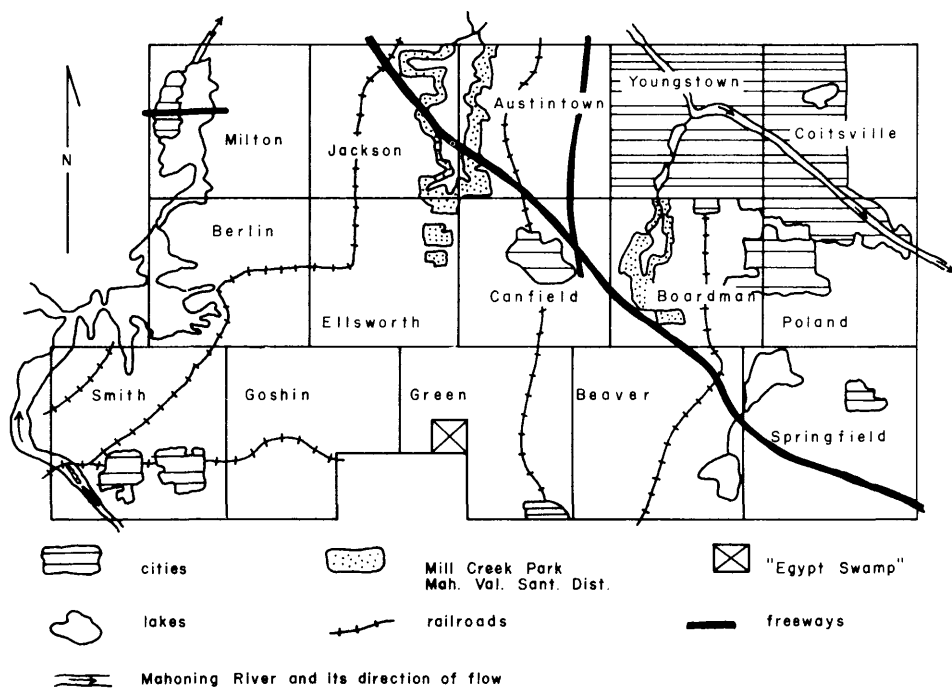 Youngstown
Austintown
Coitsville
Milton
Jackson
N
Berlin
Canfield
Boardman
Ellsworth
Poland
Smith
Goshin
Green
Beaver
Springfield
cities
Mill Creek Park
Mah. Val. Sant. Dist.
"Egypt Swamp"
lakes
railroads
freeways
Mahoning River and its direction of flow